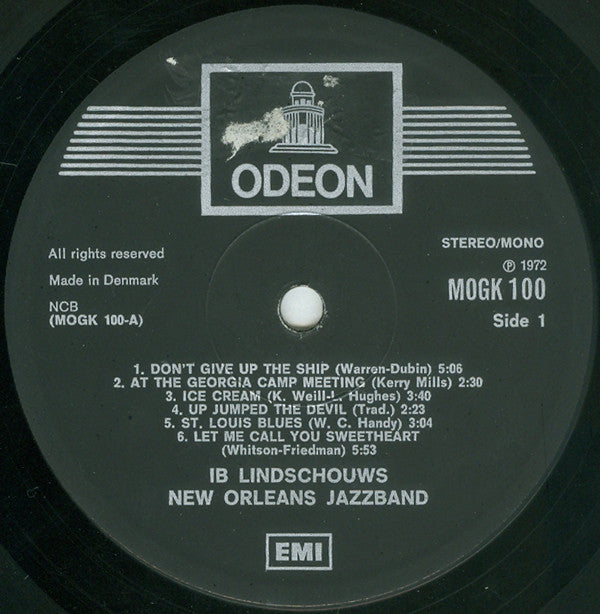 ODEON
All rights reserved
Made in Denmark
NCB
(MOGK 100-A)
STEREO/MONO
Ⓟ 1972
MOGK 100
Side 1
1. DON'T GIVE UP THE SHIP (Warren-Dubin) 5:06
2. AT THE GEORGIA CAMP MEETING (Kerry Mills) 2:30
3. ICE CREAM (K. Weill-L. Hughes) 3:40
4. UP JUMPED THE DEVIL (Trad.) 2:23
5. ST. LOUIS BLUES (W. C. Handy) 3:04
6. LET ME CALL YOU SWEETHEART
(Whitson-Friedman) 5:53
IB LINDSCHOUWS
NEW ORLEANS JAZZBAND
EMI